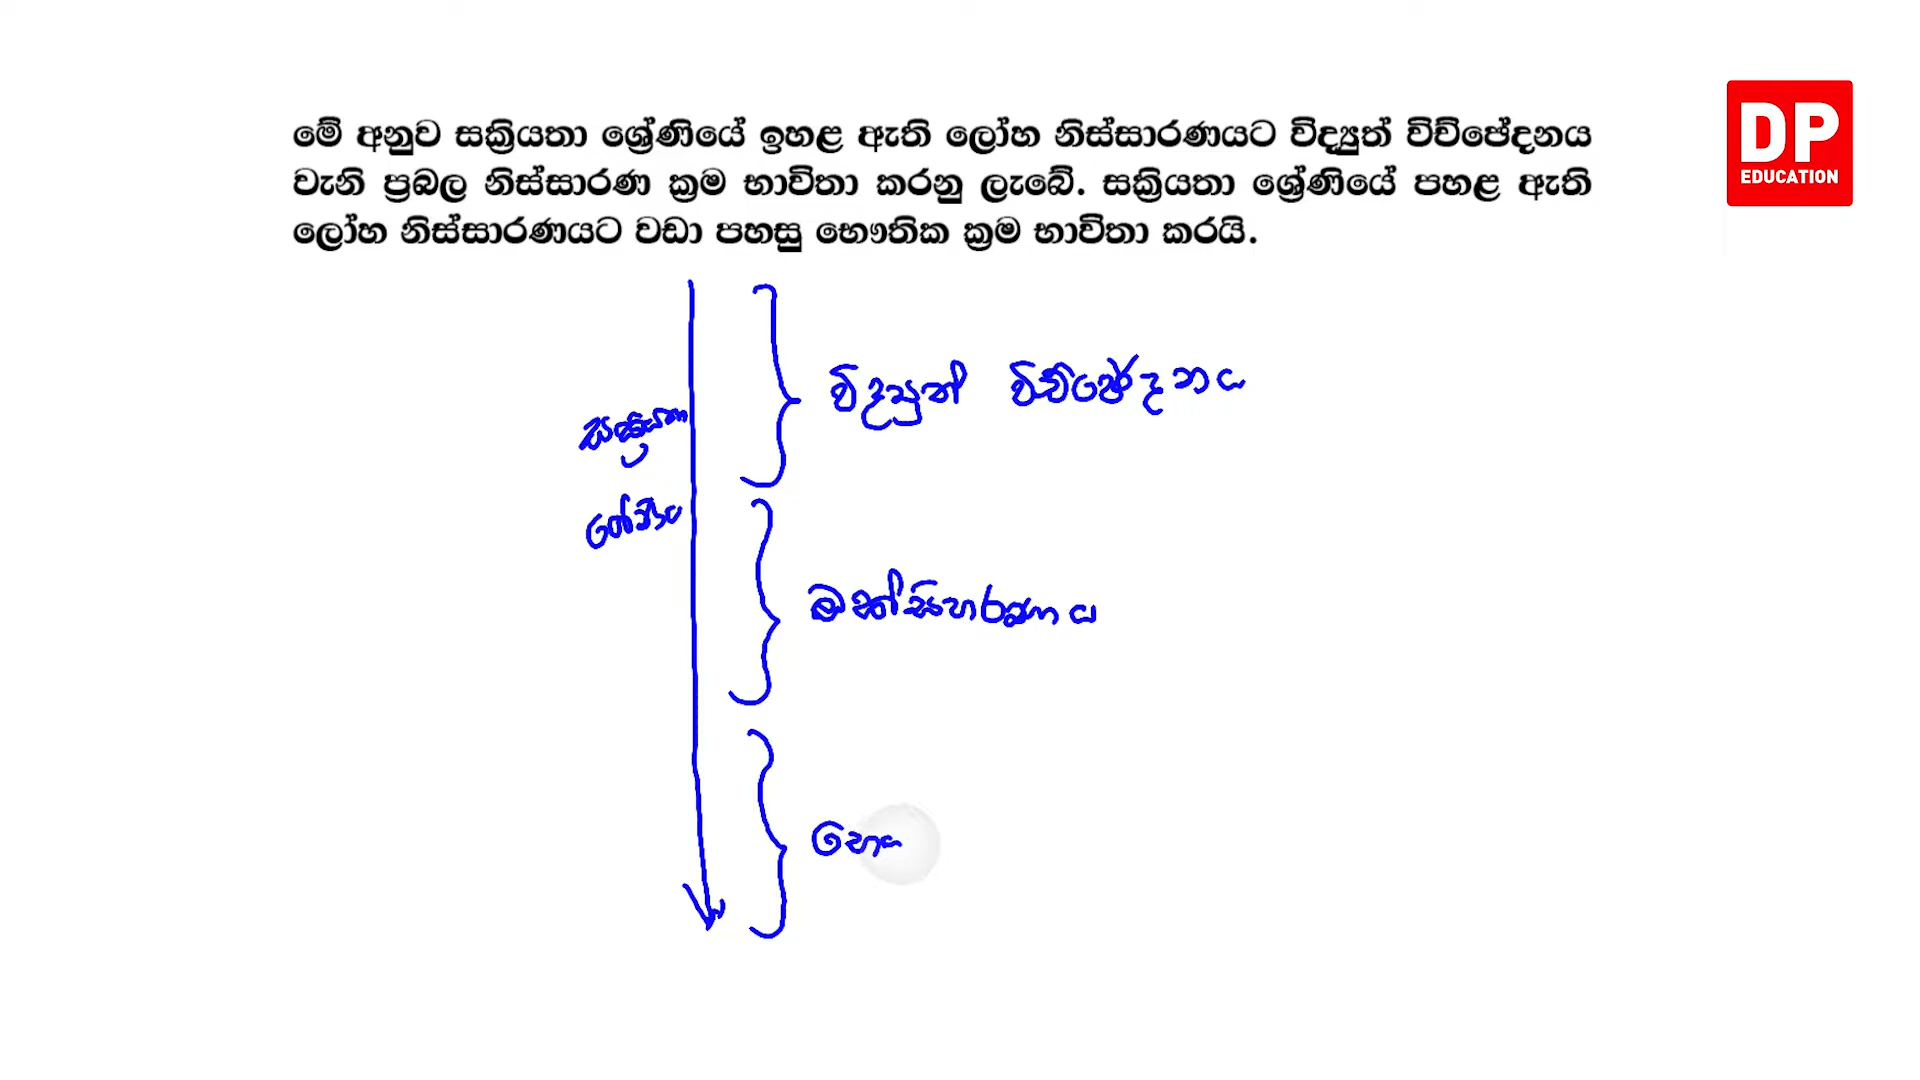 මේ අනුව සක්‍රියතා ශ්‍රේණියේ ඉහළ ඇති ලෝහ නිස්සාරණයට විද්‍යුත් විච්ඡේදනය
වැනි ප්‍රබල නිස්සාරණ ක්‍රම භාවිතා කරනු ලැබේ. සක්‍රියතා ශ්‍රේණියේ පහළ ඇති
ලෝහ නිස්සාරණයට වඩා පහසු භෞතික ක්‍රම භාවිතා කරයි.
DP
EDUCATION
විද්‍යුත් විච්ඡේදනය
සක්‍රියතා
ශ්‍රේණිය
ඔක්සිහරණය